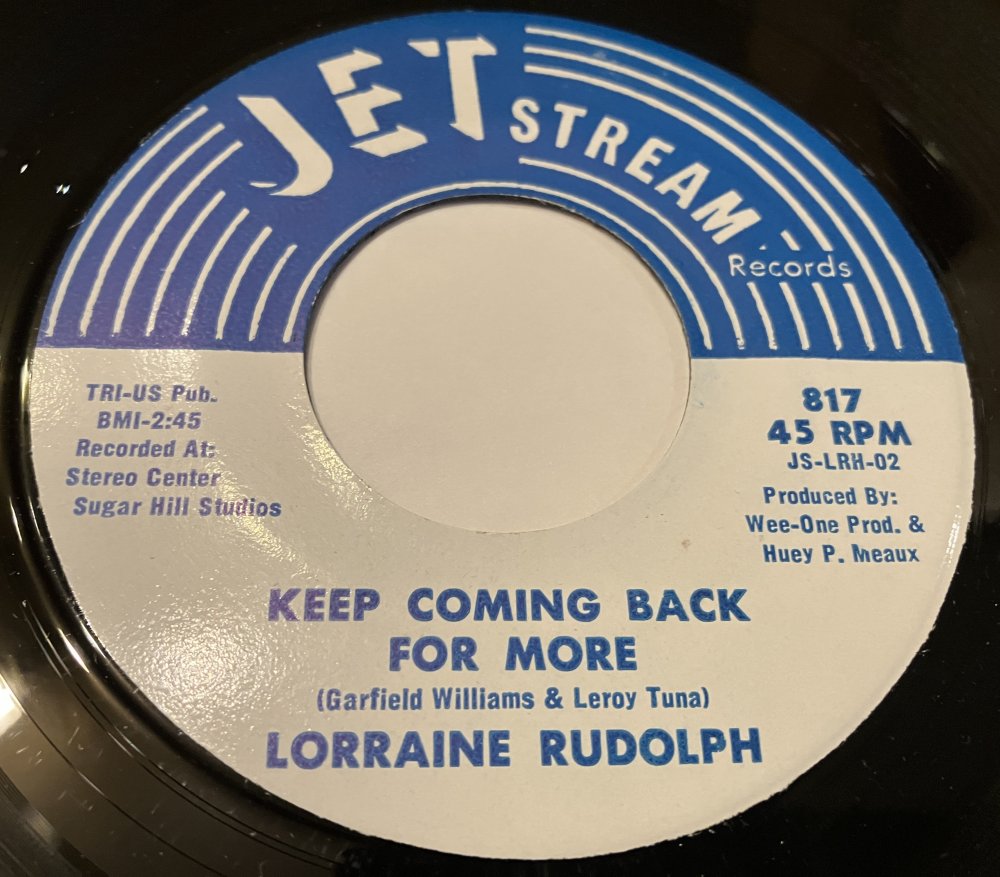 JET STREAM
Records
TRI-US Pub.
BMI-2:45
Recorded At:
Stereo Center
Sugar Hill Studios
817
45 RPM
JS-LRH-02
Produced By:
Wee-One Prod. &
Huey P. Meaux
KEEP COMING BACK
FOR MORE
(Garfield Williams & Leroy Tuna)
LORRAINE RUDOLPH